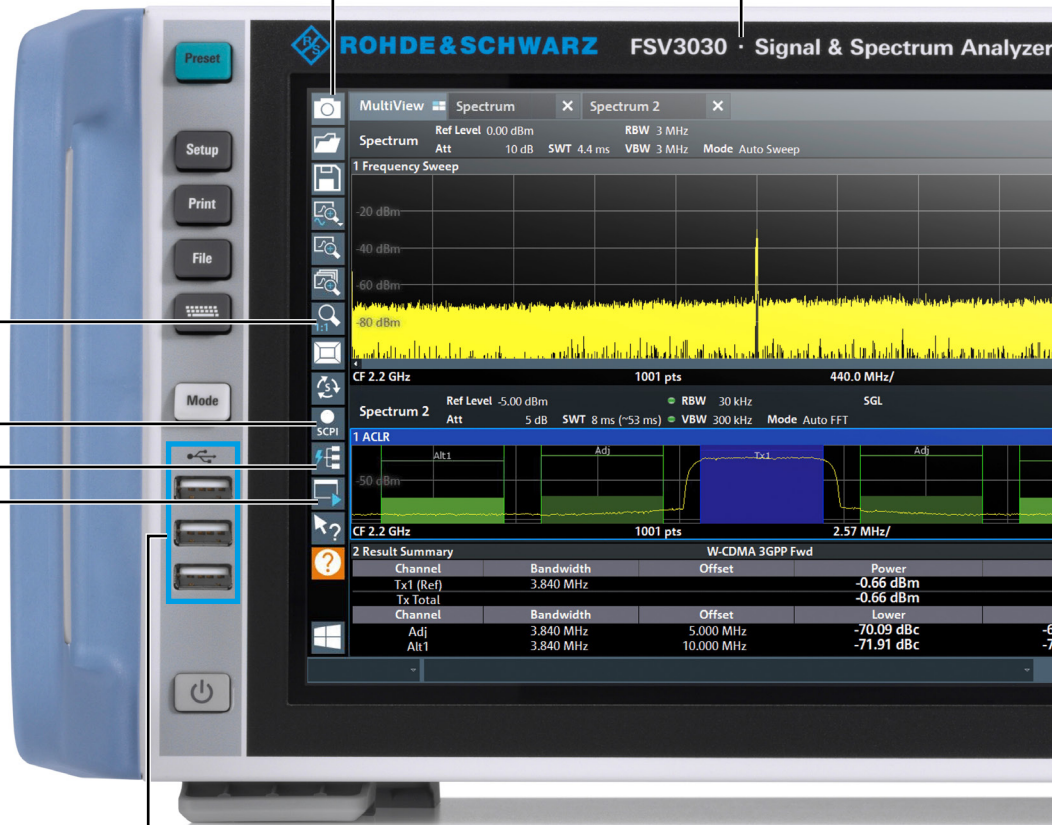 Preset
Setup
Print
File
Mode
R&S
ROHDE&SCHWARZ FSV3030 · Signal & Spectrum Analyzer
MultiView Spectrum X Spectrum 2 X
Spectrum Ref Level 0.00 dBm RBW 3 MHz
Att 10 dB SWT 4.4 ms VBW 3 MHz Mode Auto Sweep
1 Frequency Sweep
-20 dBm
-40 dBm
-60 dBm
-80 dBm
1:1
S
SCPI
CF 2.2 GHz 1001 pts 440.0 MHz/
Spectrum 2 Ref Level -5.00 dBm RBW 30 kHz SGL
Att 5 dB SWT 8 ms (~53 ms) VBW 300 kHz Mode Auto FFT
1 ACLR
Alt1 Adj Tx1 Adj
-50 dBm
CF 2.2 GHz 1001 pts 2.57 MHz/
?
?
2 Result Summary W-CDMA 3GPP Fwd
Channel Bandwidth Offset Power
Tx1 (Ref) 3.840 MHz -0.66 dBm
Tx Total -0.66 dBm
Channel Bandwidth Offset Lower
Adj 3.840 MHz 5.000 MHz -70.09 dBc -6
Alt1 3.840 MHz 10.000 MHz -71.91 dBc -7